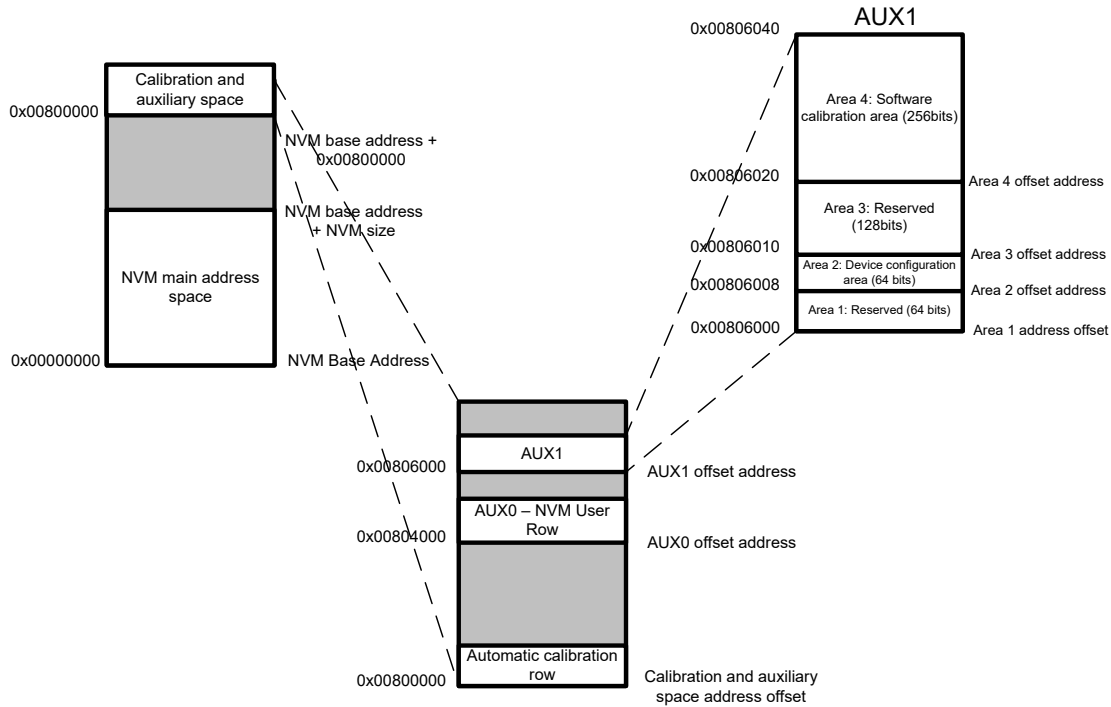 AUX1
0x00806040
Calibration and
auxiliary space
0x00800000
NVM base address +
0x00800000
NVM base address
+ NVM size
NVM main address
space
0x00000000
NVM Base Address
Area 4: Software
calibration area (256bits)
0x00806020
Area 4 offset address
Area 3: Reserved
(128bits)
0x00806010
Area 3 offset address
Area 2: Device configuration
area (64 bits)
0x00806008
Area 2 offset address
Area 1: Reserved (64 bits)
0x00806000
Area 1 address offset
AUX1
0x00806000
AUX1 offset address
AUX0 – NVM User
Row
0x00804000
AUX0 offset address
Automatic calibration
row
0x00800000
Calibration and auxiliary
space address offset